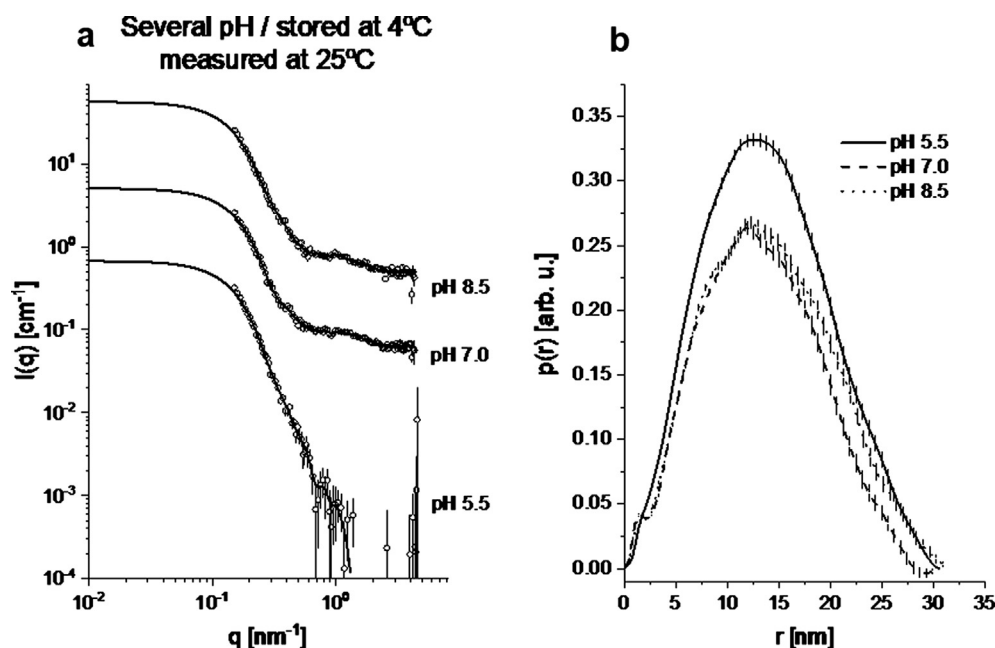 a
Several pH / stored at 4ºC
measured at 25ºC
I(q) [cm⁻¹]
10¹
10⁰
10⁻¹
10⁻²
10⁻³
10⁻⁴
pH 8.5
pH 7.0
pH 5.5
10⁻²
10⁻¹
10⁰
q [nm⁻¹]
b
p(r) [arb. u.]
0.35
0.30
0.25
0.20
0.15
0.10
0.05
0.00
pH 5.5
pH 7.0
pH 8.5
0 5 10 15 20 25 30 35
r [nm]